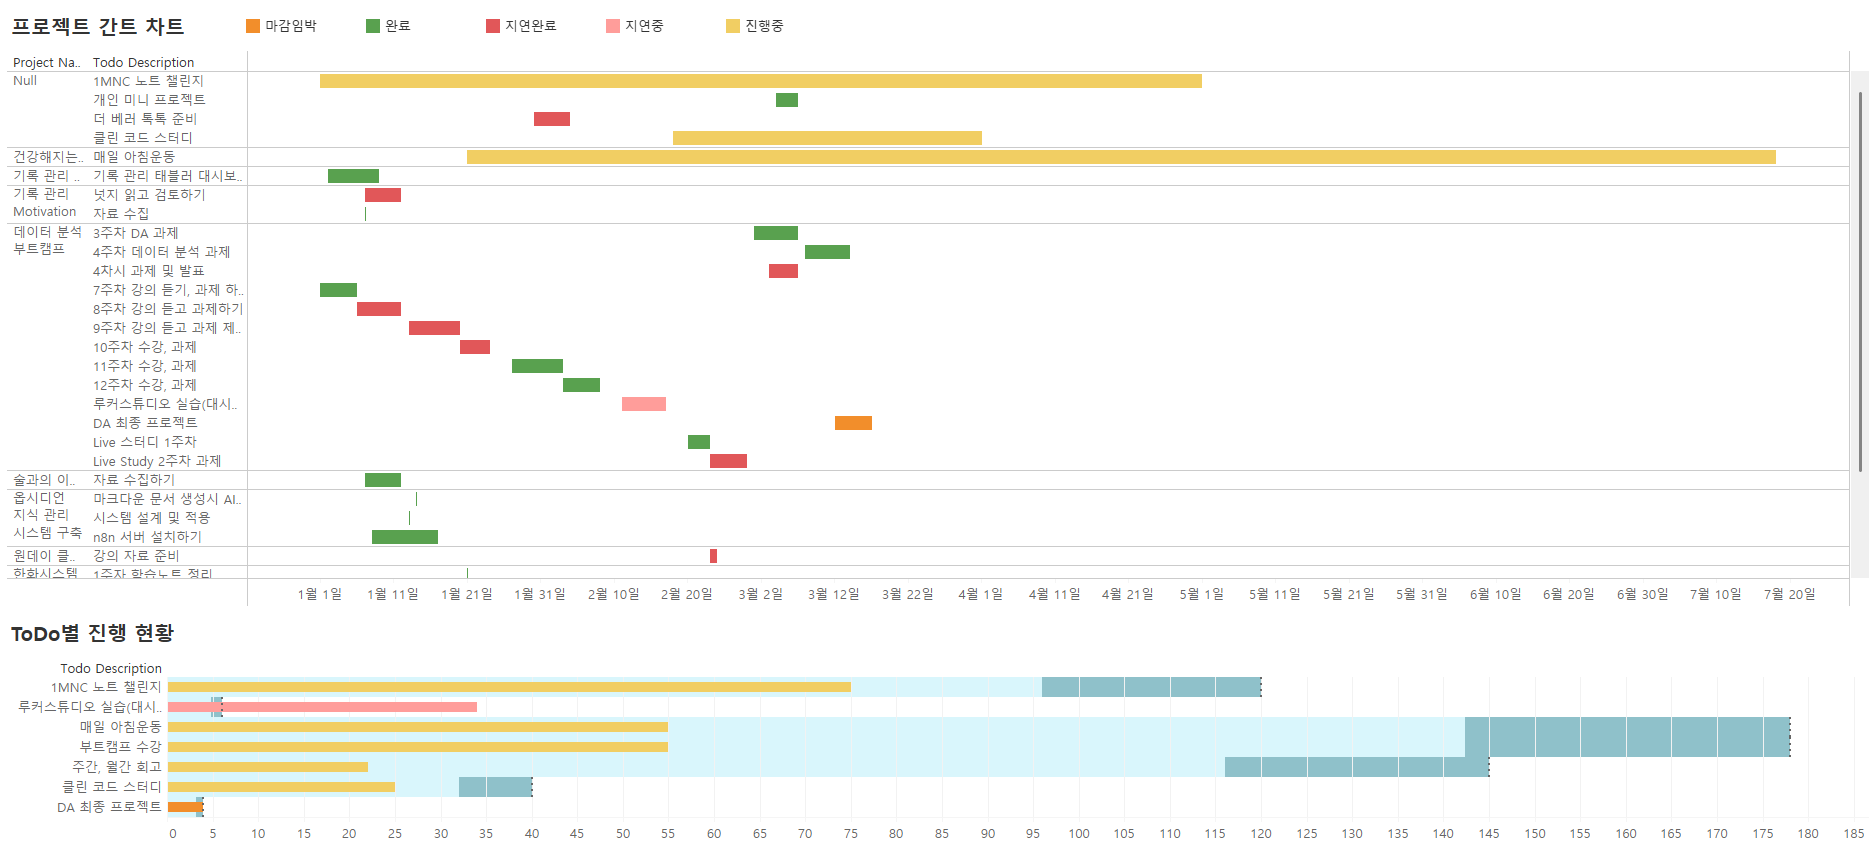 프로젝트 간트 차트
마감임박 완료 지연완료 지연중 진행중
Project Na.. Todo Description
Null 1MNC 노트 챌린지
개인 미니 프로젝트
더 베러 톡톡 준비
클린 코드 스터디
건강해지는.. 매일 아침운동
기록 관리 .. 기록 관리 태블러 대시보..
기록 관리 넛지 읽고 검토하기
Motivation 자료 수집
데이터 분석 3주차 DA 과제
부트캠프 4주차 데이터 분석 과제
4차시 과제 및 발표
7주차 강의 듣기, 과제 하..
8주차 강의 듣고 과제하기
9주차 강의 듣고 과제 제..
10주차 수강, 과제
11주차 수강, 과제
12주차 수강, 과제
루커스튜디오 실습(대시..
DA 최종 프로젝트
Live 스터디 1주차
Live Study 2주차 과제
술과의 이.. 자료 수집하기
옵시디언 마크다운 문서 생성시 AI..
지식 관리 시스템 설계 및 적용
시스템 구축 n8n 서버 설치하기
원데이 클.. 강의 자료 준비
한화시스템 1주차 학습노트 정리
1월 1일 1월 11일 1월 21일 1월 31일 2월 10일 2월 20일 3월 2일 3월 12일 3월 22일 4월 1일 4월 11일 4월 21일 5월 1일 5월 11일 5월 21일 5월 31일 6월 10일 6월 20일 6월 30일 7월 10일 7월 20일
ToDo별 진행 현황
Todo Description
1MNC 노트 챌린지
루커스튜디오 실습(대시..
매일 아침운동
부트캠프 수강
주간, 월간 회고
클린 코드 스터디
DA 최종 프로젝트
0 5 10 15 20 25 30 35 40 45 50 55 60 65 70 75 80 85 90 95 100 105 110 115 120 125 130 135 140 145 150 155 160 165 170 175 180 185